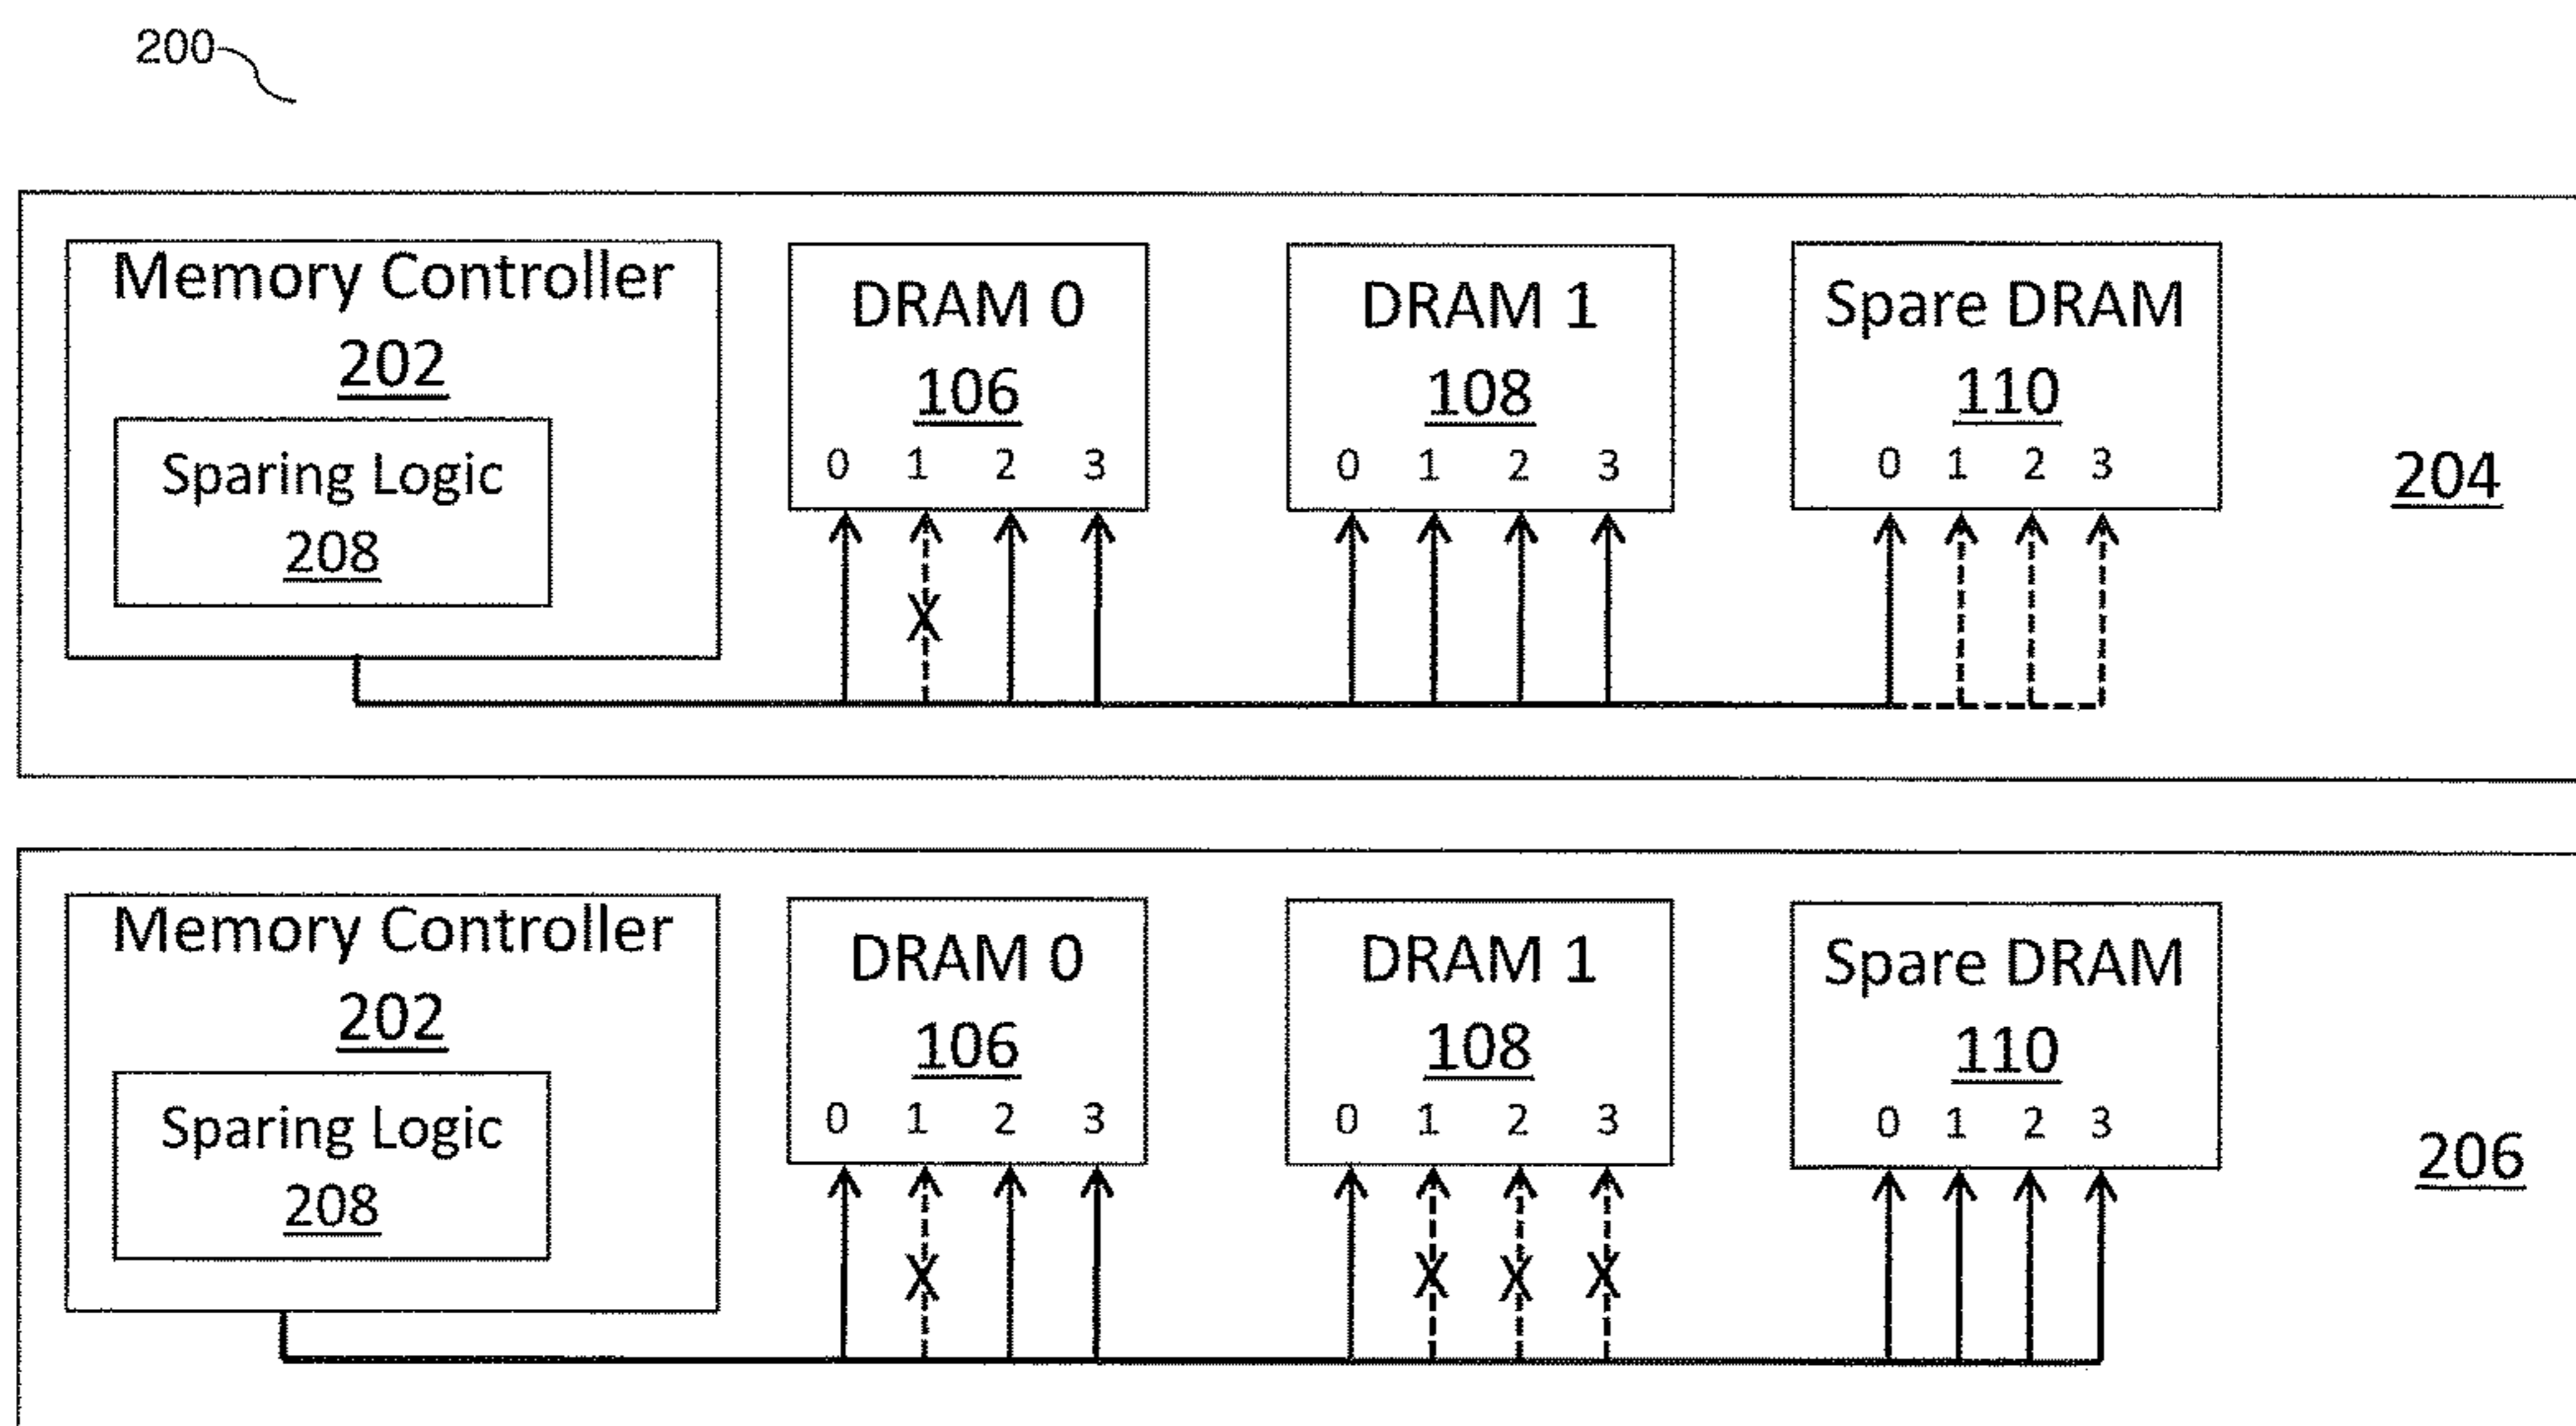 200
Memory Controller
202
Sparing Logic
208
DRAM 0
106
0 1 2 3
DRAM 1
108
0 1 2 3
Spare DRAM
110
0 1 2 3
204
X
Memory Controller
202
Sparing Logic
208
DRAM 0
106
0 1 2 3
DRAM 1
108
0 1 2 3
Spare DRAM
110
0 1 2 3
206
X X X X